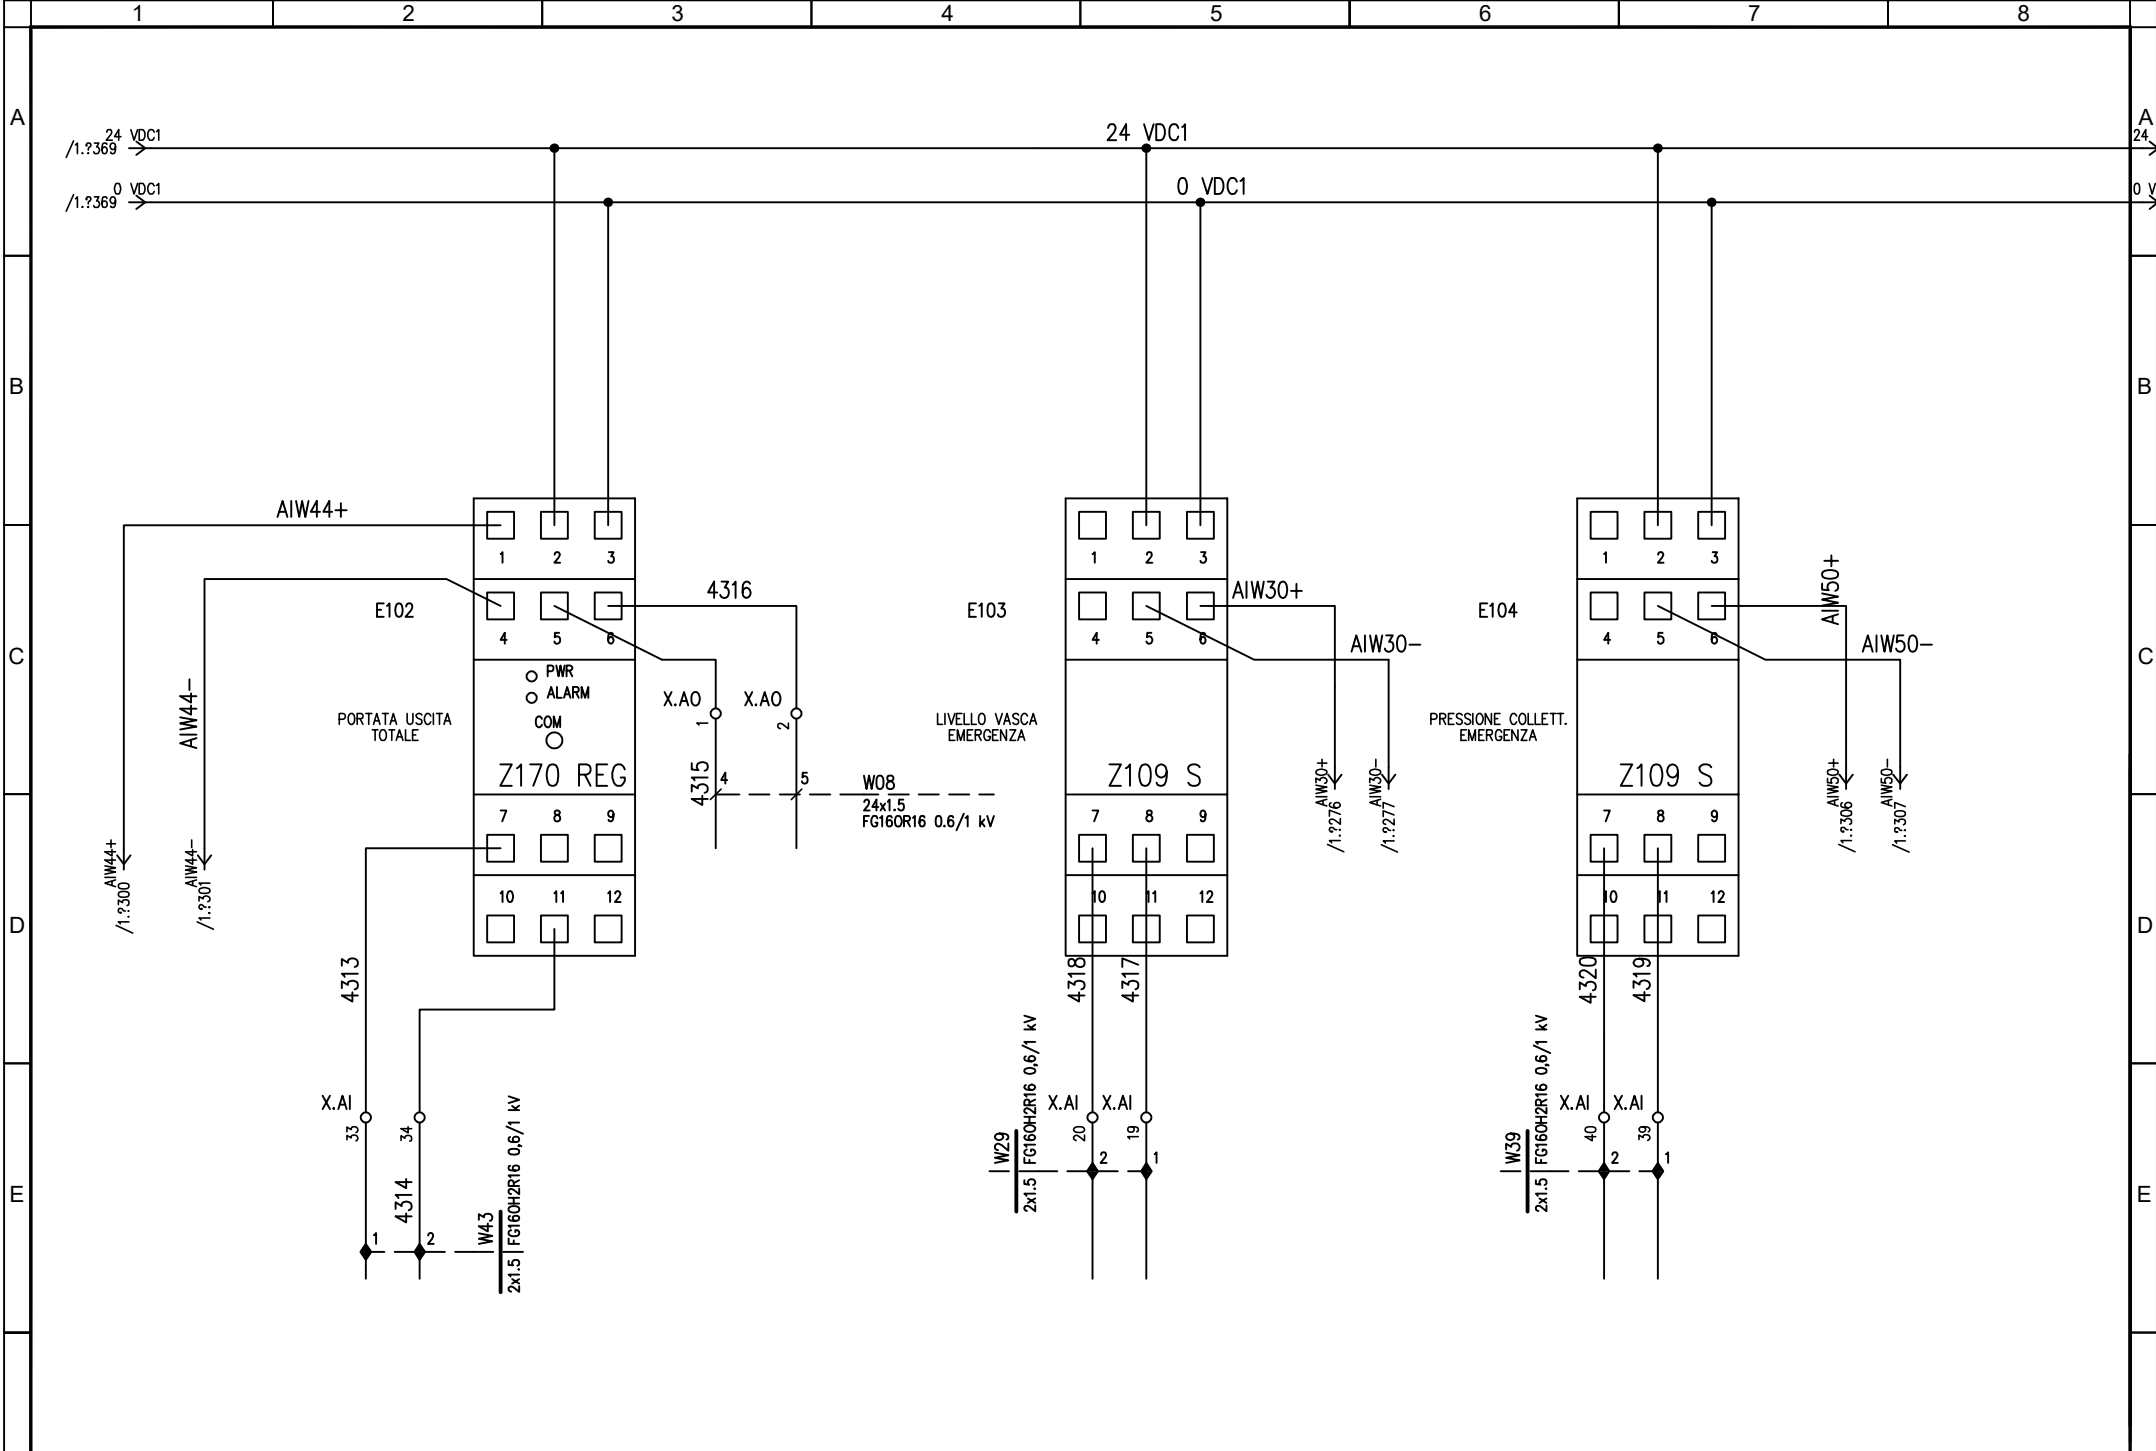 1 2 3 4 5 6 7 8
A
A
24 VDC1
/1.?369
24 VDC1
24
0 VDC1
/1.?369
0 VDC1
0 V
B
B
AIW44+
1 2 3
1 2 3
1 2 3
E102
4 5 6
4316
E103
4 5 6
AIW30+
AIW30-
E104
4 5 6
AIW50+
AIW50-
C
C
AIW44-
PWR
ALARM
COM
PORTATA USCITA
TOTALE
Z170 REG
X.AO
1
X.AO
2
4315
4
5
W08
24x1.5
FG16OR16 0.6/1 kV
LIVELLO VASCA
EMERGENZA
Z109 S
AIW30+
/1.?276
AIW30-
/1.?277
PRESSIONE COLLETT.
EMERGENZA
Z109 S
AIW50+
/1.?306
AIW50-
/1.?307
7 8 9
7 8 9
7 8 9
AIW44+
/1.?300
AIW44-
/1.?301
10 11 12
10 11 12
10 11 12
D
D
4313
4318
4317
4320
4319
X.AI
33
34
4314
1
2
W43
2x1.5 FG16OH2R16 0,6/1 kV
W29
2x1.5 FG16OH2R16 0,6/1 kV
X.AI
20
X.AI
19
2
1
W39
2x1.5 FG16OH2R16 0,6/1 kV
X.AI
40
X.AI
39
2
1
E
E